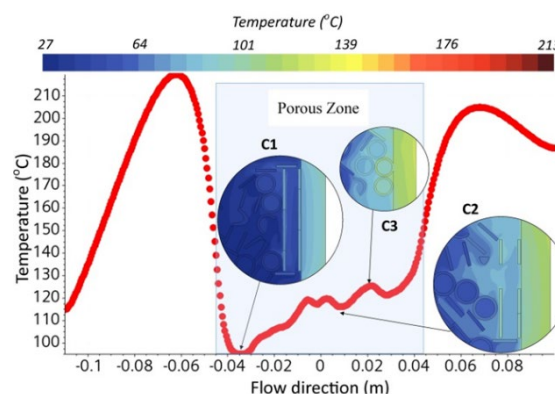 Temperature (°C)
27 64 101 139 176 213
Temperature (°C)
210
200
190
180
170
160
150
140
130
120
110
100
Porous Zone
C1
C3
C2
-0.1 -0.08 -0.06 -0.04 -0.02 0 0.02 0.04 0.06 0.08
Flow direction (m)